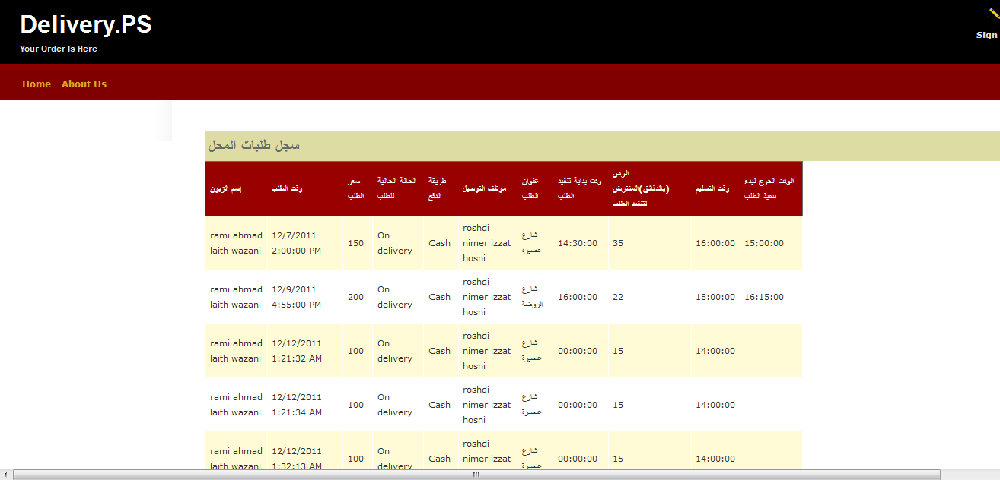 Delivery.PS
Your Order Is Here
Sign
Home About Us
سجل طلبات المحل
إسم الزبون
وقت الطلب
سعر
الطلب
الحالة الحالية
للطلب
طريقة
الدفع
موظف التوصيل
عنوان
الطلب
وقت بداية تنفيذ
الطلب
الزمن
(بالدقائق)المفترض
لتنفيذ الطلب
وقت التسليم
الوقت الحرج لبدء
تنفيذ الطلب
rami ahmad
laith wazani
12/7/2011
2:00:00 PM
150
On
delivery
Cash
roshdi
nimer izzat
hosni
شارع
عصيرة
14:30:00
35
16:00:00
15:00:00
rami ahmad
laith wazani
12/9/2011
4:55:00 PM
200
On
delivery
Cash
roshdi
nimer izzat
hosni
شارع
الروضة
16:00:00
22
18:00:00
16:15:00
rami ahmad
laith wazani
12/12/2011
1:21:32 AM
100
On
delivery
Cash
roshdi
nimer izzat
hosni
شارع
عصيرة
00:00:00
15
14:00:00
rami ahmad
laith wazani
12/12/2011
1:21:34 AM
100
On
delivery
Cash
roshdi
nimer izzat
hosni
شارع
عصيرة
00:00:00
15
14:00:00
rami ahmad
laith wazani
12/12/2011
1:32:13 AM
100
On
delivery
Cash
roshdi
nimer izzat
شارع
عصيرة
00:00:00
15
14:00:00